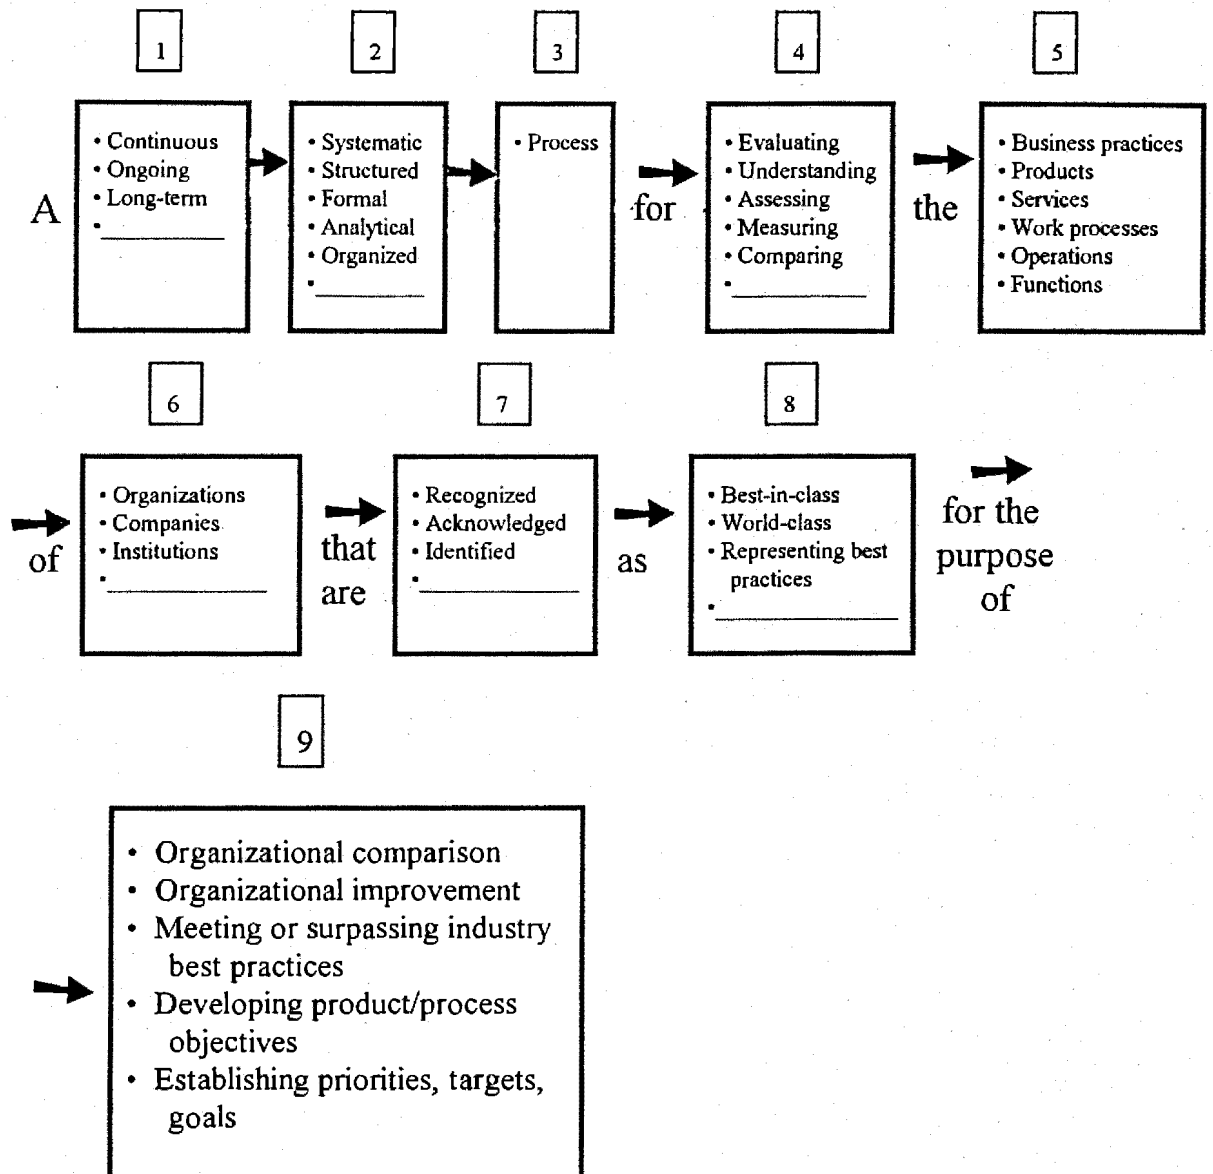 1
2
3
4
5
A
• Continuous
• Ongoing
• Long-term
•
• Systematic
• Structured
• Formal
• Analytical
• Organized
•
• Process
for
• Evaluating
• Understanding
• Assessing
• Measuring
• Comparing
•
the
• Business practices
• Products
• Services
• Work processes
• Operations
• Functions
6
7
8
of
• Organizations
• Companies
• Institutions
•
that
are
• Recognized
• Acknowledged
• Identified
•
as
• Best-in-class
• World-class
• Representing best
practices
•
for the
purpose
of
9
• Organizational comparison
• Organizational improvement
• Meeting or surpassing industry
best practices
• Developing product/process
objectives
• Establishing priorities, targets,
goals